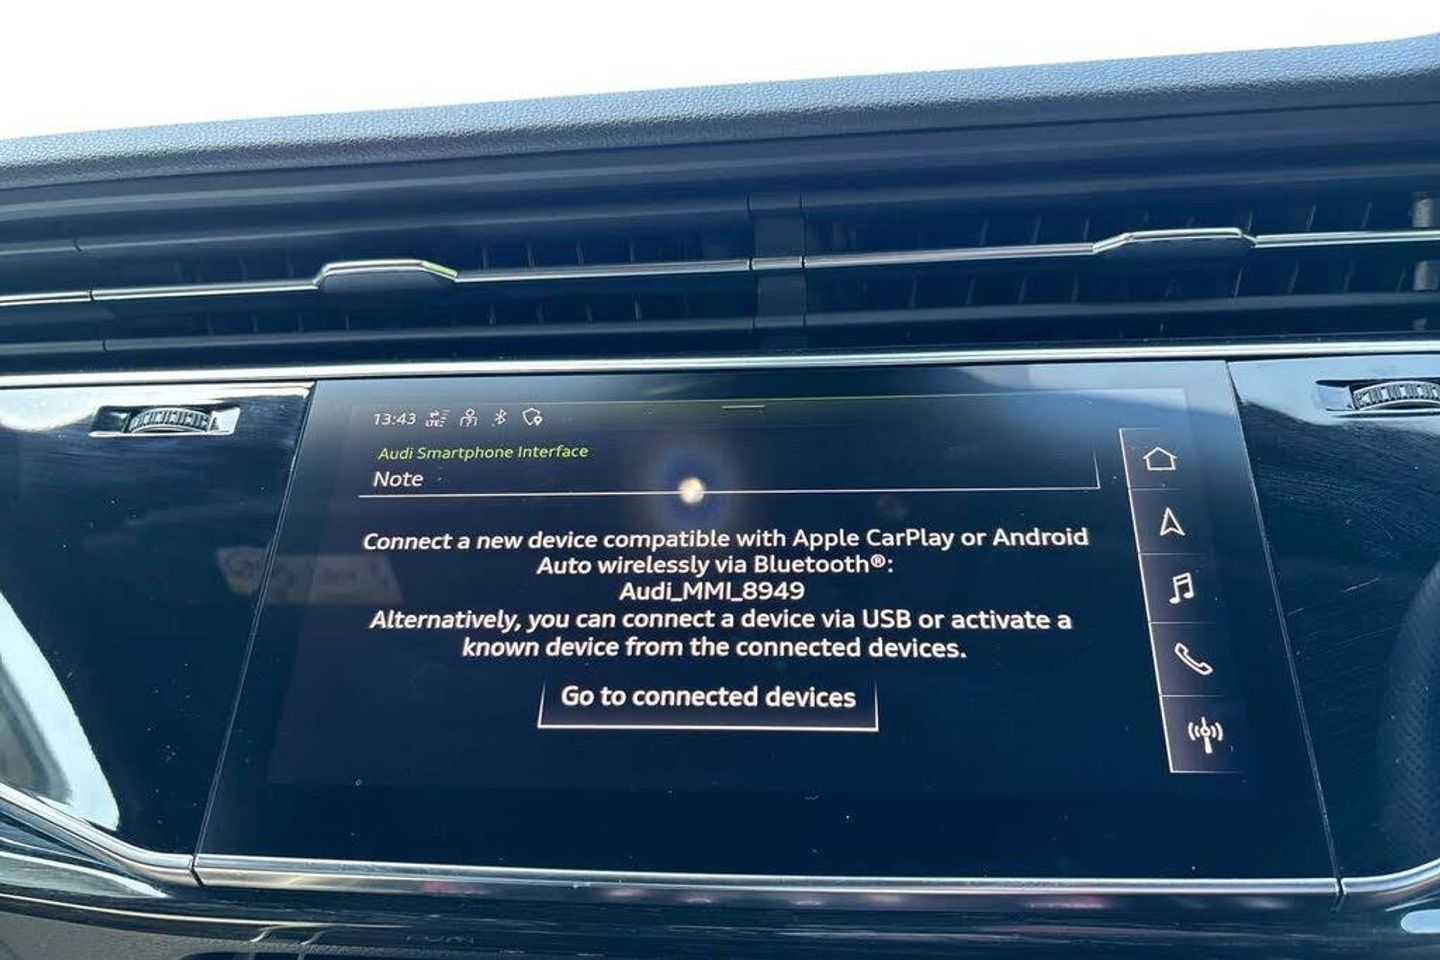 13:43 LTE
Audi Smartphone Interface
Note
Connect a new device compatible with Apple CarPlay or Android
Auto wirelessly via Bluetooth®:
Audi_MMI_8949
Alternatively, you can connect a device via USB or activate a
known device from the connected devices.
Go to connected devices